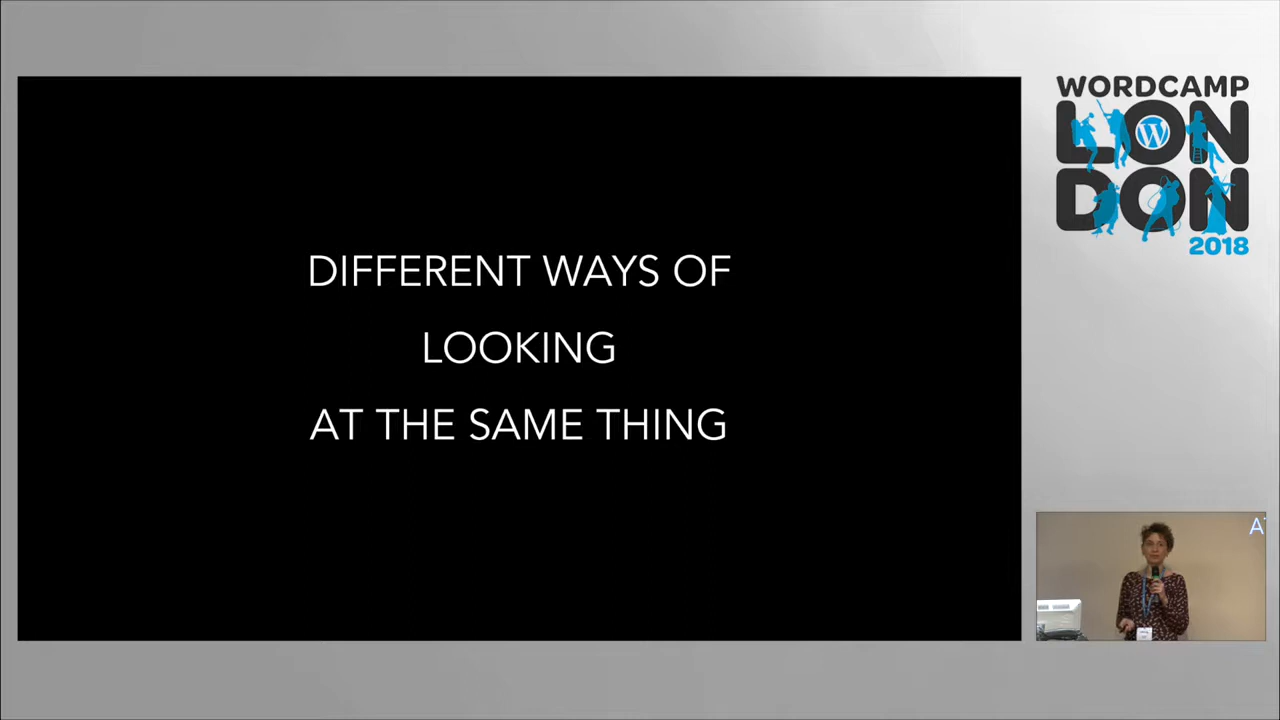 DIFFERENT WAYS OF
LOOKING
AT THE SAME THING
WORDCAMP
LON
DON
2018